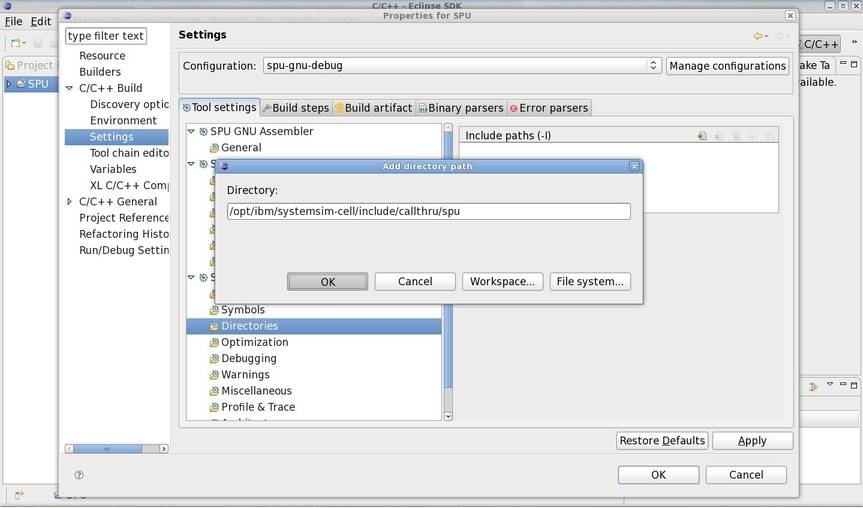 C/C++ - Eclipse SDK
Properties for SPU
File Edit
type filter text
Settings
C/C++
Project
Resource
Configuration: spu-gnu-debug Manage configurations
ake Ta
SPU
Builders
ailable.
C/C++ Build
Discovery optic
Tool settings Build steps Build artifact Binary parsers Error parsers
Environment
SPU GNU Assembler
Include paths (-I)
Settings
General
Tool chain edito
Add directory path
Variables
Directory:
XL C/C++ Com
C/C++ General
/opt/ibm/systemsim-cell/include/callthru/spu
Project Reference
Refactoring Histo
Run/Debug Settin
OK Cancel Workspace... File system...
Symbols
Directories
Optimization
Debugging
Warnings
Miscellaneous
Profile & Trace
Restore Defaults Apply
OK Cancel